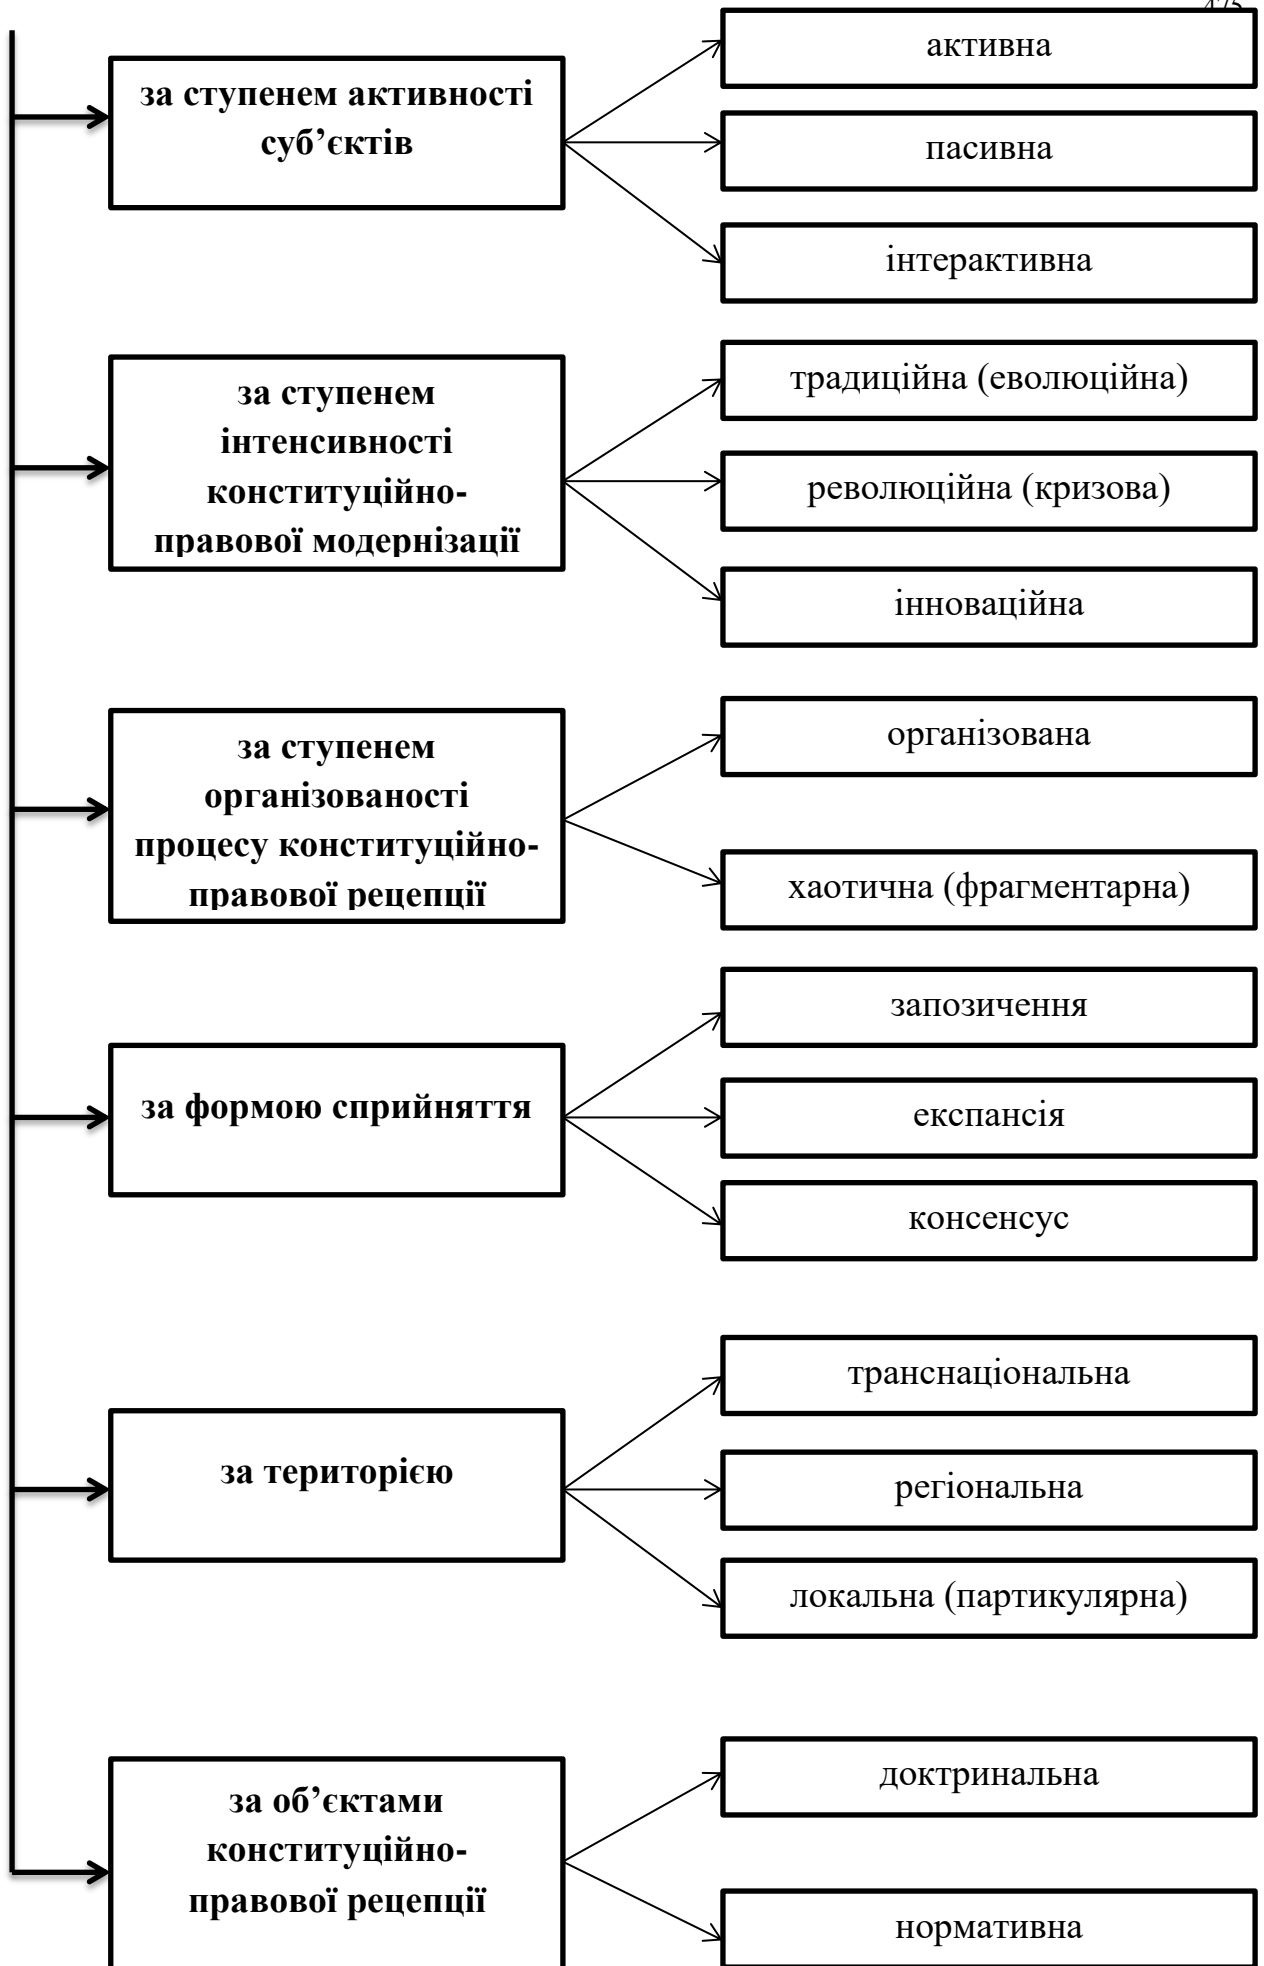 за ступенем активності
суб’єктів
активна
пасивна
інтерактивна
за ступенем
інтенсивності
конституційно-
правової модернізації
традиційна (еволюційна)
революційна (кризова)
інноваційна
за ступенем
організованості
процесу конституційно-
правової рецепції
організована
хаотична (фрагментарна)
за формою сприйняття
запозичення
експансія
консенсус
за територією
транснаціональна
регіональна
локальна (партикулярна)
за об’єктами
конституційно-
правової рецепції
доктринальна
нормативна